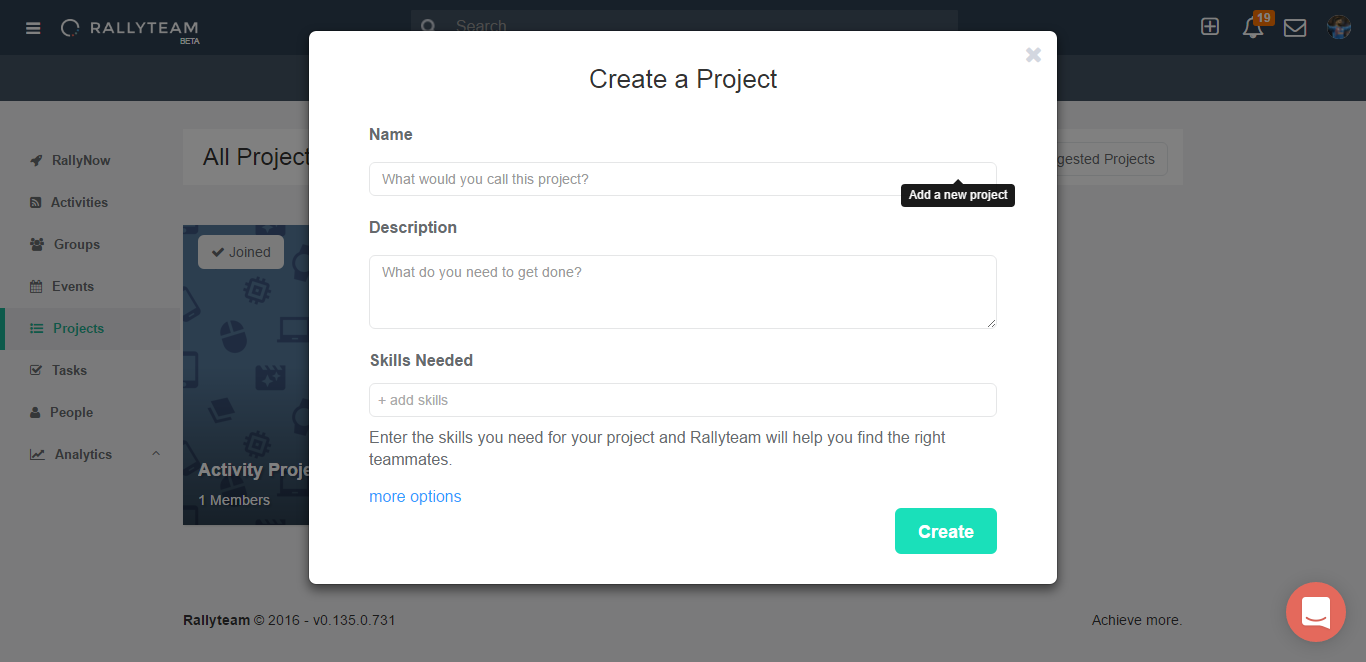 RALLYTEAM
BETA
Search
19
Create a Project
Name
What would you call this project?
Add a new project
Description
What do you need to get done?
Skills Needed
+ add skills
Enter the skills you need for your project and Rallyteam will help you find the right
teammates.
more options
Create
RallyNow
Activities
Groups
Events
Projects
Tasks
People
Analytics
All Project
gested Projects
Joined
Activity Proje
1 Members
Rallyteam © 2016 - v0.135.0.731
Achieve more.